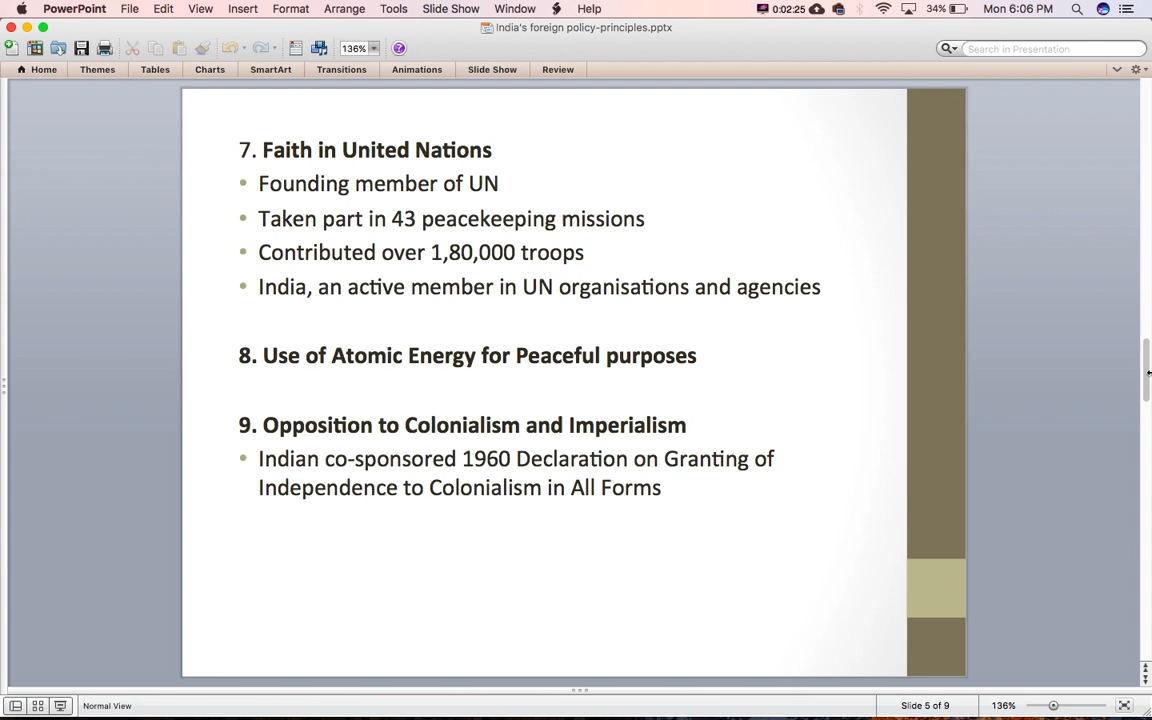 PowerPoint File Edit View Insert Format Arrange Tools Slide Show Window Help 0:02:25 34% Mon 6:06 PM
India's foreign policy-principles.pptx
136% Search in Presentation
Home Themes Tables Charts SmartArt Transitions Animations Slide Show Review
7. Faith in United Nations
• Founding member of UN
• Taken part in 43 peacekeeping missions
• Contributed over 1,80,000 troops
• India, an active member in UN organisations and agencies
8. Use of Atomic Energy for Peaceful purposes
9. Opposition to Colonialism and Imperialism
• Indian co-sponsored 1960 Declaration on Granting of
Independence to Colonialism in All Forms
Normal View Slide 5 of 9 136%